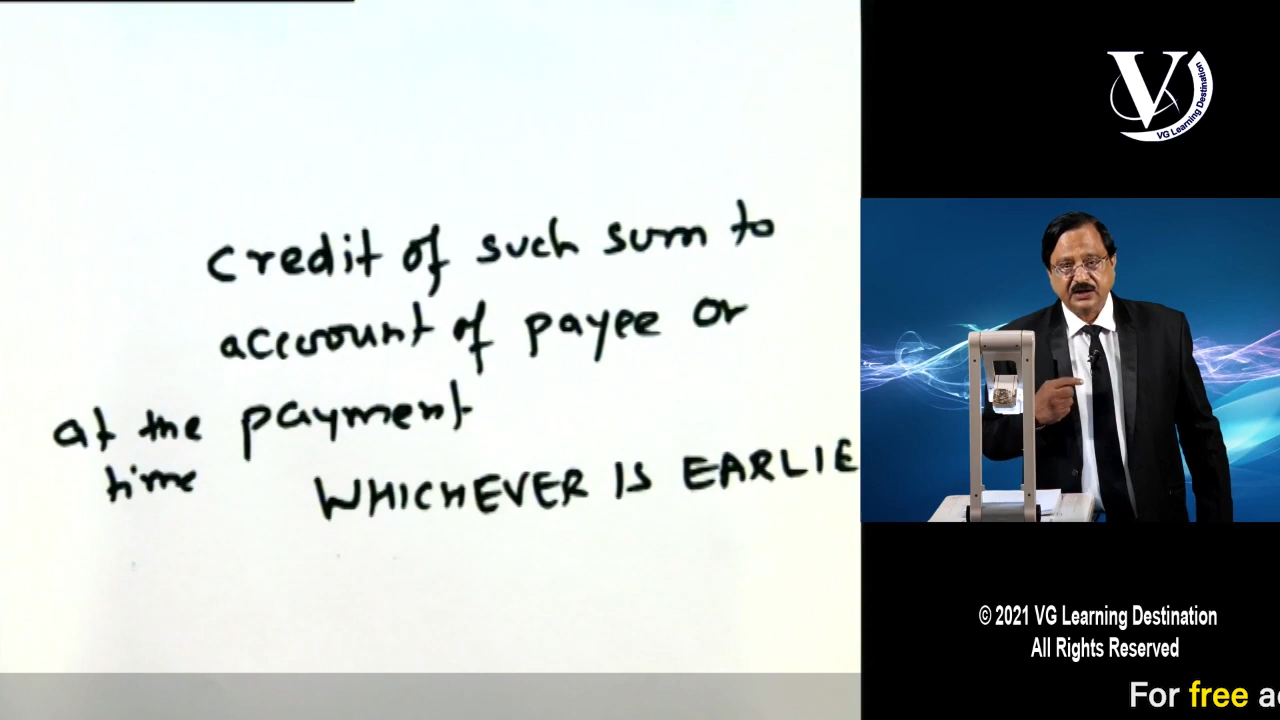 credit of such sum to
account of payee or
at the payment
time
WHICHEVER IS EARLIE
V
VG Learning Destination
© 2021 VG Learning Destination
All Rights Reserved
For free a